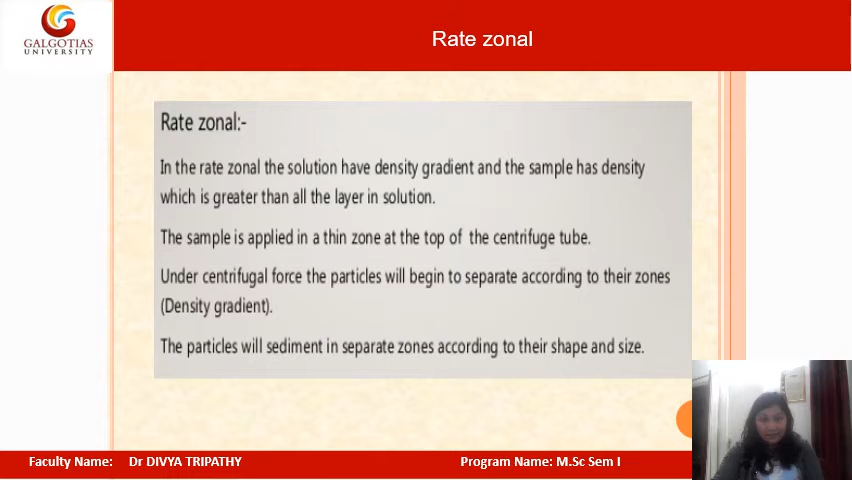 GALGOTIAS
UNIVERSITY
Rate zonal
Rate zonal:-
In the rate zonal the solution have density gradient and the sample has density
which is greater than all the layer in solution.
The sample is applied in a thin zone at the top of the centrifuge tube.
Under centrifugal force the particles will begin to separate according to their zones
(Density gradient).
The particles will sediment in separate zones according to their shape and size.
Faculty Name: Dr DIVYA TRIPATHY
Program Name: M.Sc Sem I